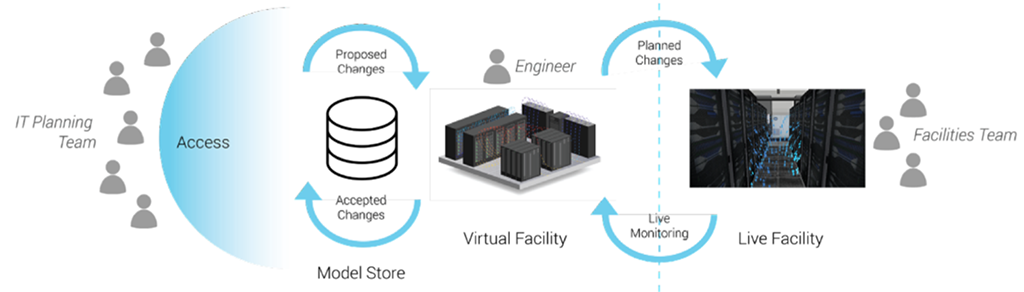 IT Planning
Team
Access
Proposed
Changes
Accepted
Changes
Model Store
Engineer
Virtual Facility
Planned
Changes
Live
Monitoring
Live Facility
Facilities Team